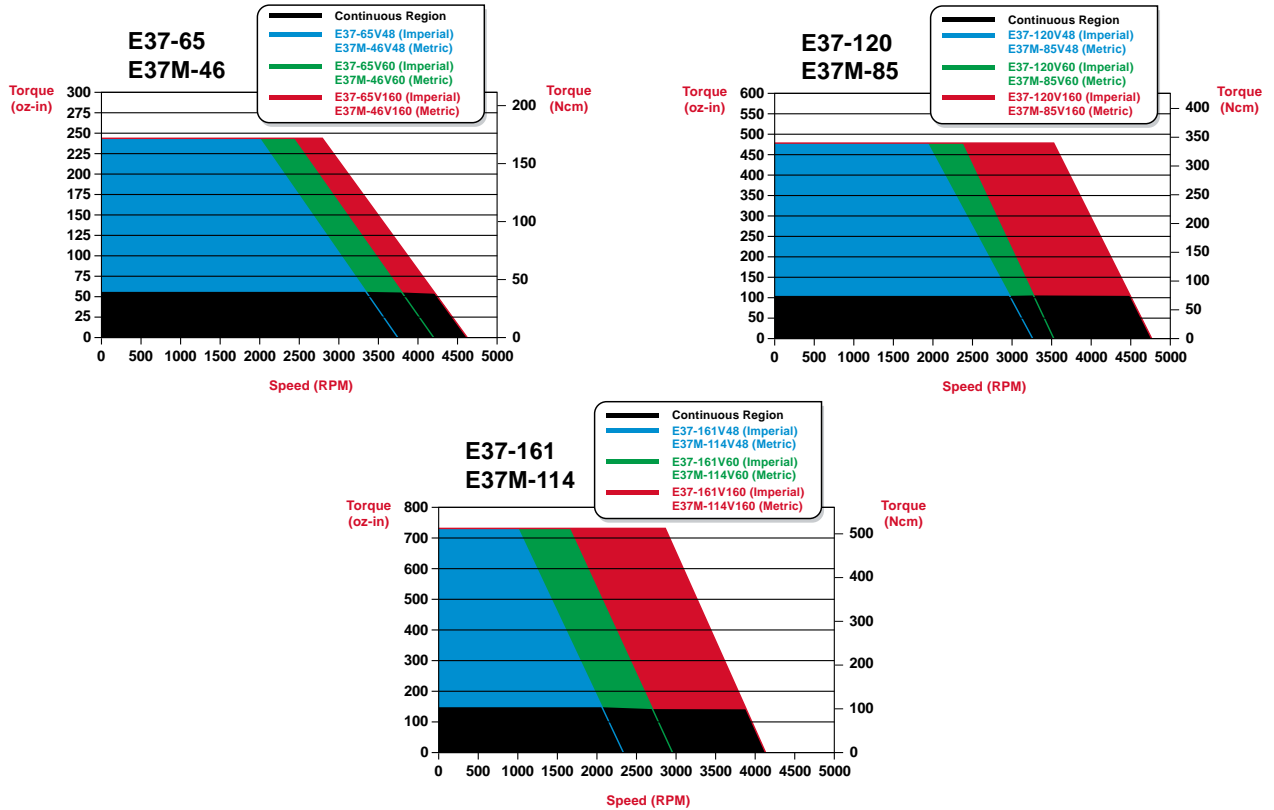 E37-65
E37M-46
Continuous Region
E37-65V48 (Imperial)
E37M-46V48 (Metric)
E37-65V60 (Imperial)
E37M-46V60 (Metric)
E37-65V160 (Imperial)
E37M-46V160 (Metric)
Torque
(oz-in)
Torque
(Ncm)
300
275
250
225
200
175
150
125
100
75
50
25
0
200
150
100
50
0
0 500 1000 1500 2000 2500 3000 3500 4000 4500 5000
Speed (RPM)
E37-120
E37M-85
Continuous Region
E37-120V48 (Imperial)
E37M-85V48 (Metric)
E37-120V60 (Imperial)
E37M-85V60 (Metric)
E37-120V160 (Imperial)
E37M-85V160 (Metric)
Torque
(oz-in)
Torque
(Ncm)
600
550
500
450
400
350
300
250
200
150
100
50
0
400
350
300
250
200
150
100
50
0
0 500 1000 1500 2000 2500 3000 3500 4000 4500 5000
Speed (RPM)
E37-161
E37M-114
Continuous Region
E37-161V48 (Imperial)
E37M-114V48 (Metric)
E37-161V60 (Imperial)
E37M-114V60 (Metric)
E37-161V160 (Imperial)
E37M-114V160 (Metric)
Torque
(oz-in)
Torque
(Ncm)
800
700
600
500
400
300
200
100
0
500
400
300
200
100
0
0 500 1000 1500 2000 2500 3000 3500 4000 4500 5000
Speed (RPM)